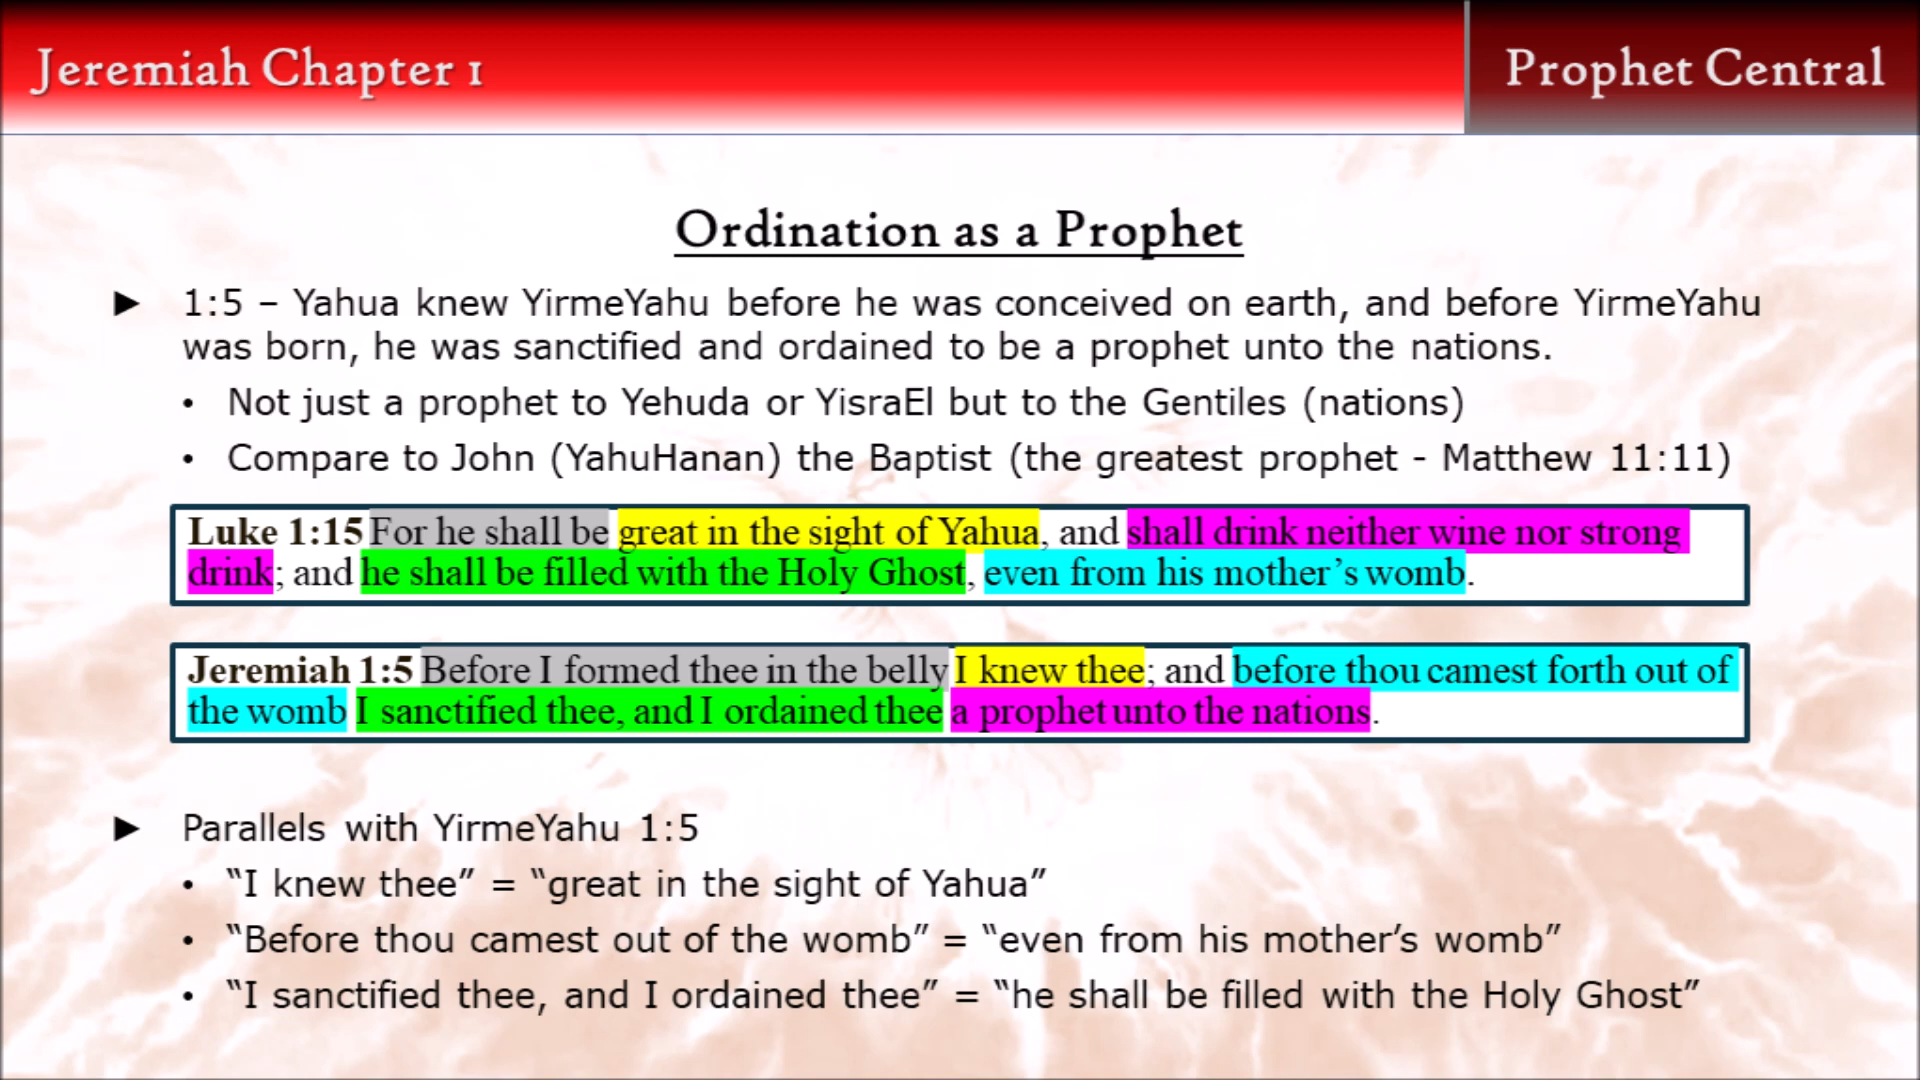 Jeremiah Chapter 1
Prophet Central
Ordination as a Prophet
► 1:5 – Yahua knew YirmeYahu before he was conceived on earth, and before YirmeYahu
was born, he was sanctified and ordained to be a prophet unto the nations.
• Not just a prophet to Yehuda or YisraEl but to the Gentiles (nations)
• Compare to John (YahuHanan) the Baptist (the greatest prophet - Matthew 11:11)
Luke 1:15 For he shall be great in the sight of Yahua, and shall drink neither wine nor strong
drink; and he shall be filled with the Holy Ghost, even from his mother’s womb.
Jeremiah 1:5 Before I formed thee in the belly I knew thee; and before thou camest forth out of
the womb I sanctified thee, and I ordained thee a prophet unto the nations.
► Parallels with YirmeYahu 1:5
• “I knew thee” = “great in the sight of Yahua”
• “Before thou camest out of the womb” = “even from his mother’s womb”
• “I sanctified thee, and I ordained thee” = “he shall be filled with the Holy Ghost”